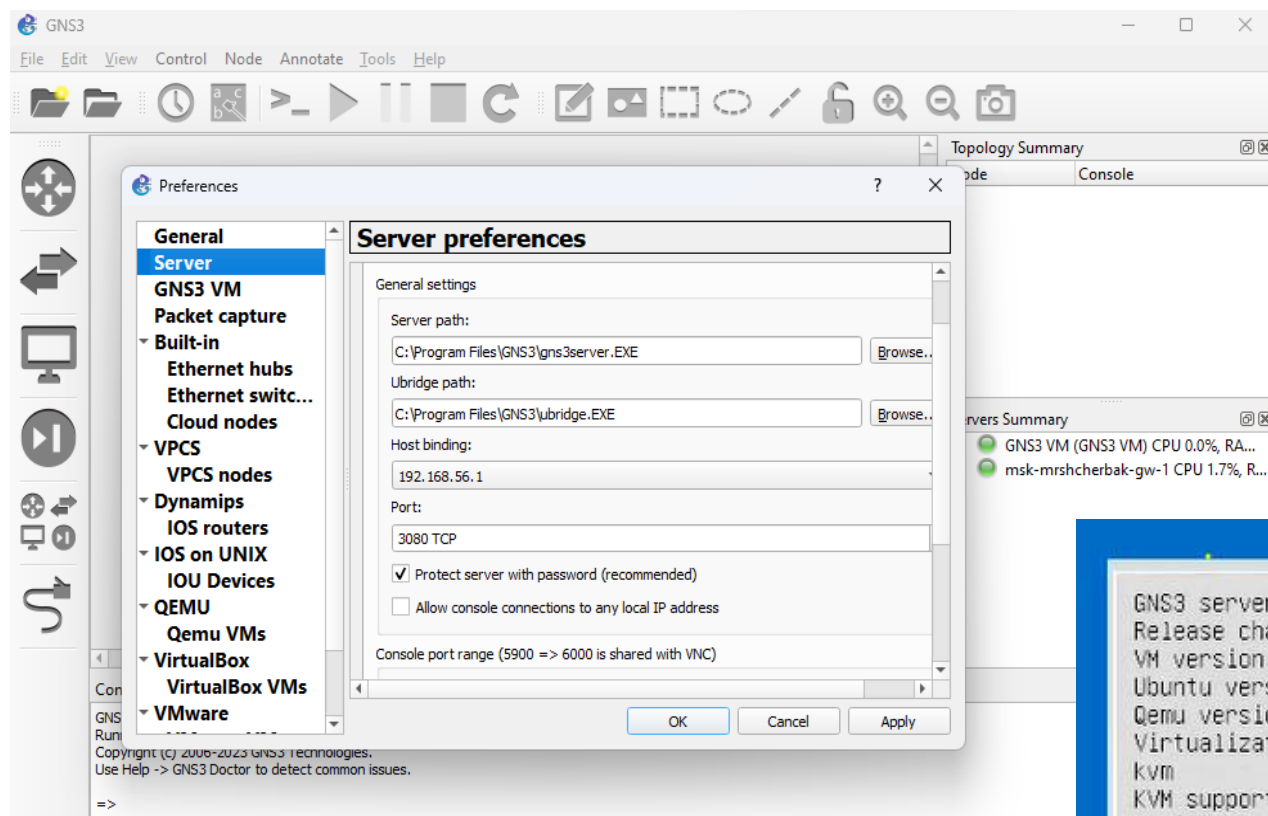 GNS3
File Edit View Control Node Annotate Tools Help
Topology Summary
ode Console
Preferences
?
General
Server
GNS3 VM
Packet capture
Built-in
Ethernet hubs
Ethernet switc...
Cloud nodes
VPCS
VPCS nodes
Dynamips
IOS routers
IOS on UNIX
IOU Devices
QEMU
Qemu VMs
VirtualBox
VirtualBox VMs
VMware
Server preferences
General settings
Server path:
C:\Program Files\GNS3\gns3server.EXE Browse..
Ubridge path:
C:\Program Files\GNS3\ubridge.EXE Browse..
Host binding:
192.168.56.1
Port:
3080 TCP
Protect server with password (recommended)
Allow console connections to any local IP address
Console port range (5900 => 6000 is shared with VNC)
OK Cancel Apply
rvers Summary
GNS3 VM (GNS3 VM) CPU 0.0%, RA...
msk-mrshcherbak-gw-1 CPU 1.7%, R...
Con
GNS
Run
Copyright (c) 2006-2023 GNS3 Technologies.
Use Help -> GNS3 Doctor to detect common issues.
=>
GNS3 server
Release cha
VM version
Ubuntu vers
Qemu versio
Virtualizat
kvm
KVM support